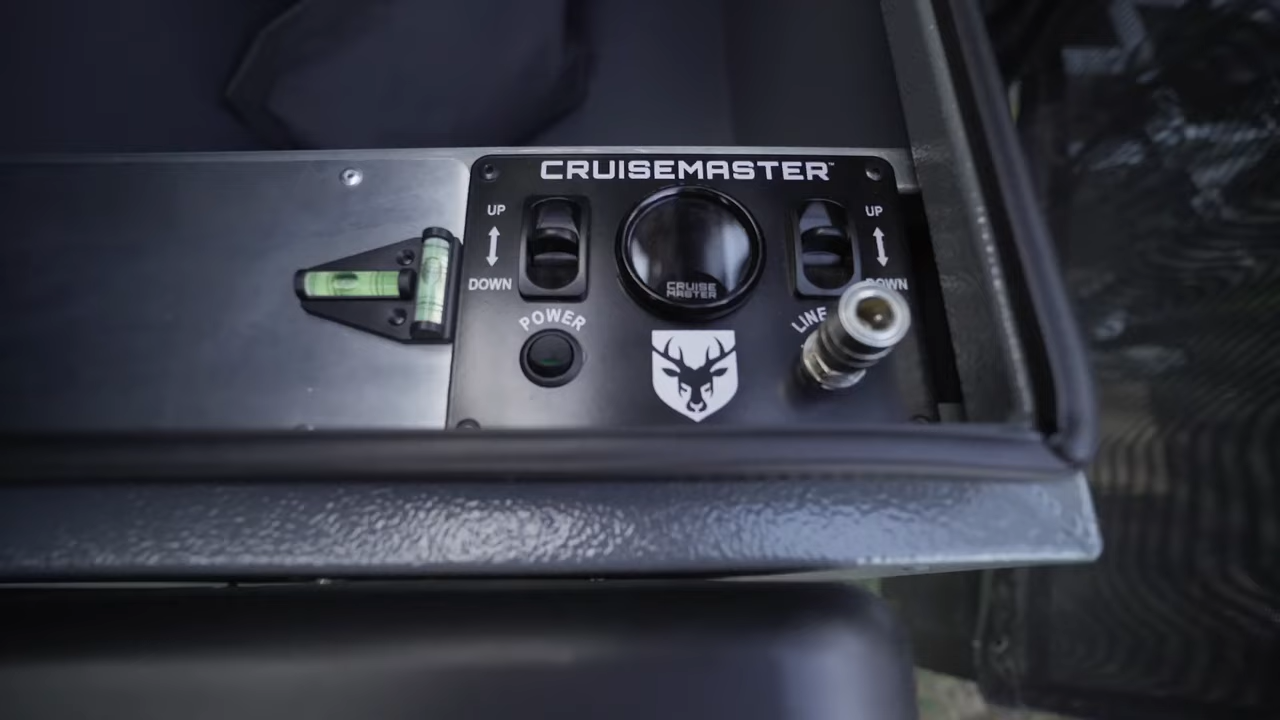 CRUISEMASTER™
UP
UP
DOWN
DOWN
CRUISE
MASTER
POWER
LINE